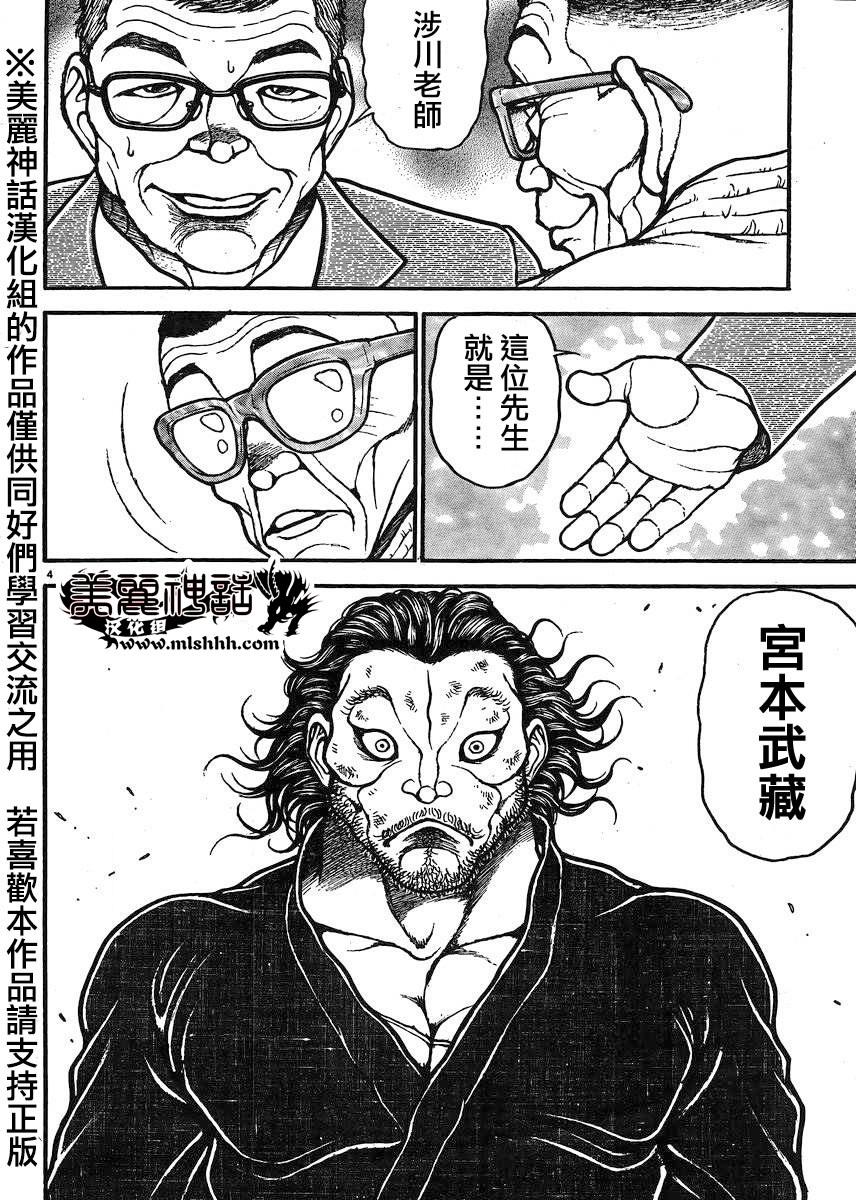 涉川老師
這位先生
就是……
宮本武藏
4
美麗神話
汉化组
www.mlshhh.com
※美麗神話漢化組的作品僅供同好們學習交流之用 若喜歡本作品請支持正版